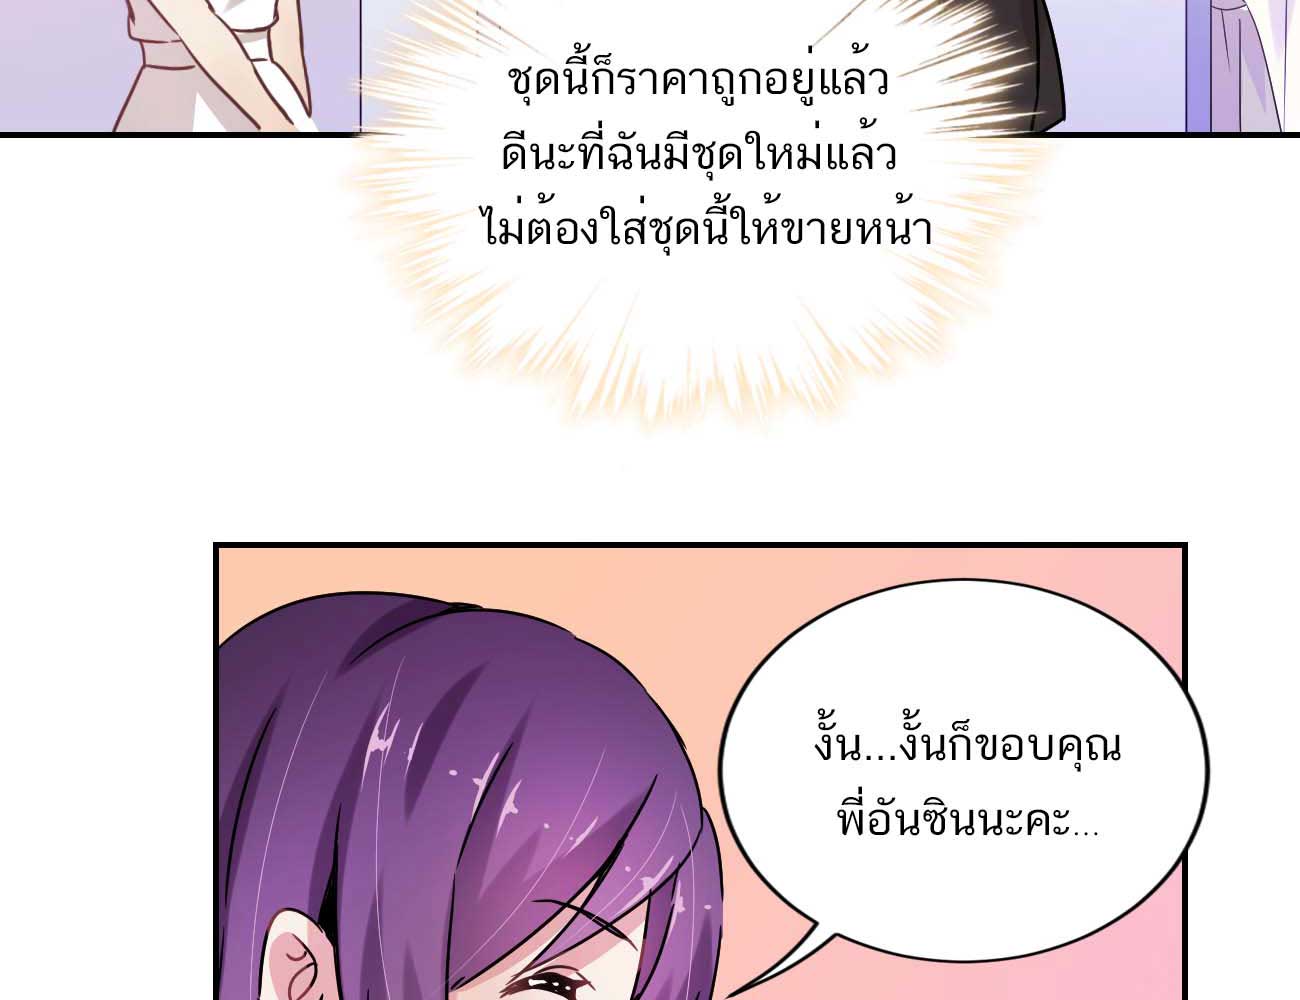 ชุดนี้ก็ราคาถูกอยู่แล้ว
ดีนะที่ฉันมีชุดใหม่แล้ว
ไม่ต้องใส่ชุดนี้ให้ขายหน้า
งั้น...งั้นก็ขอบคุณ
พี่อันซินนะคะ...